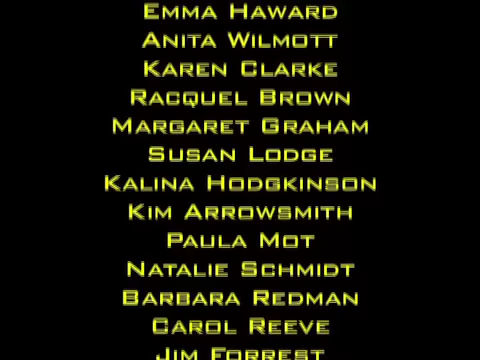 Emma Haward
Anita Wilmott
Karen Clarke
Racquel Brown
Margaret Graham
Susan Lodge
Kalina Hodgkinson
Kim Arrowsmith
Paula Mot
Natalie Schmidt
Barbara Redman
Carol Reeve
Jim Forrest